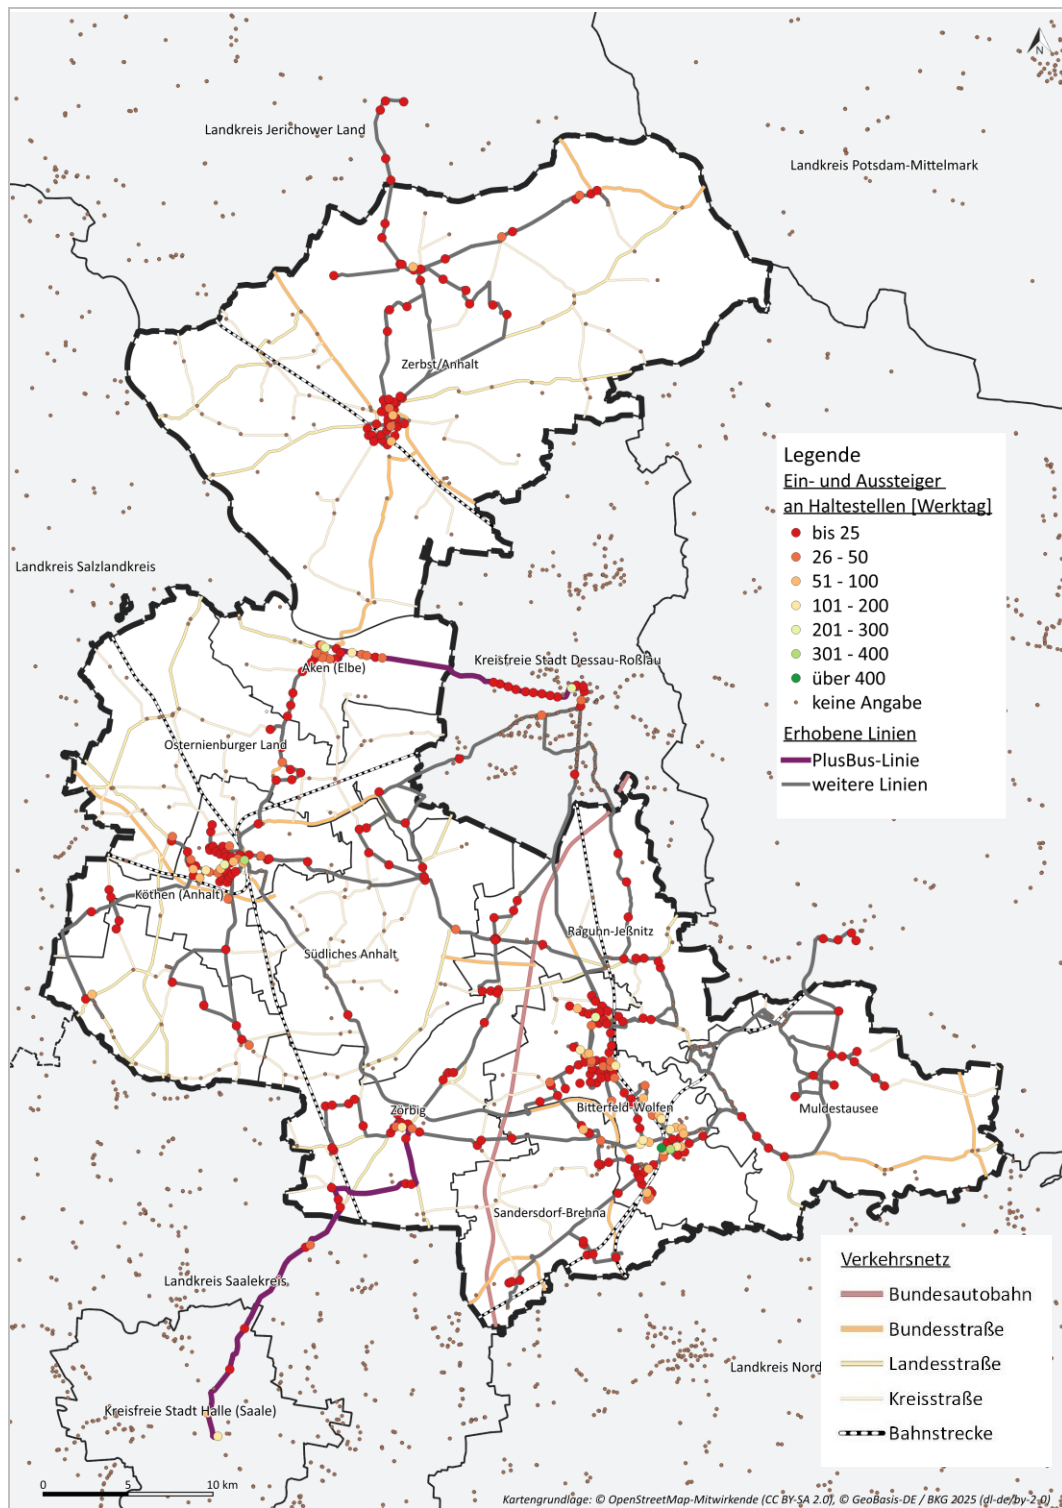 N
Landkreis Jerichower Land
Landkreis Potsdam-Mittelmark
Zerbst/Anhalt
Legende
Ein- und Aussteiger
an Haltestellen [Werktag]
bis 25
26 - 50
51 - 100
101 - 200
201 - 300
301 - 400
über 400
keine Angabe
Erhobene Linien
PlusBus-Linie
weitere Linien
Landkreis Salzlandkreis
Aken (Elbe)
Kreisfreie Stadt Dessau-Roßlau
Osternienburger Land
Köthen (Anhalt)
Südliches Anhalt
Raguhn-Jeßnitz
Zörbig
Bitterfeld-Wolfen
Muldestausee
Sandersdorf-Brehna
Landkreis Saalekreis
Landkreis Nord
Kreisfreie Stadt Halle (Saale)
Verkehrsnetz
Bundesautobahn
Bundesstraße
Landesstraße
Kreisstraße
Bahnstrecke
0 5 10 km
Kartengrundlage: © OpenStreetMap-Mitwirkende (CC BY-SA 2.0), © GeoBasis-DE / BKG 2025 (dl-de/by-2-0)